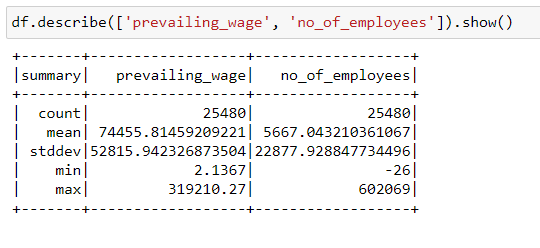 df.describe(['prevailing_wage', 'no_of_employees']).show()
+-------+-----------------+-----------------+
|summary|  prevailing_wage|  no_of_employees|
+-------+-----------------+-----------------+
|  count|            25480|            25480|
|   mean| 74455.81459209221| 5667.043210361067|
| stddev|52815.942326873504|22877.928847734496|
|    min|           2.1367|              -26|
|    max|        319210.27|           602069|
+-------+-----------------+-----------------+